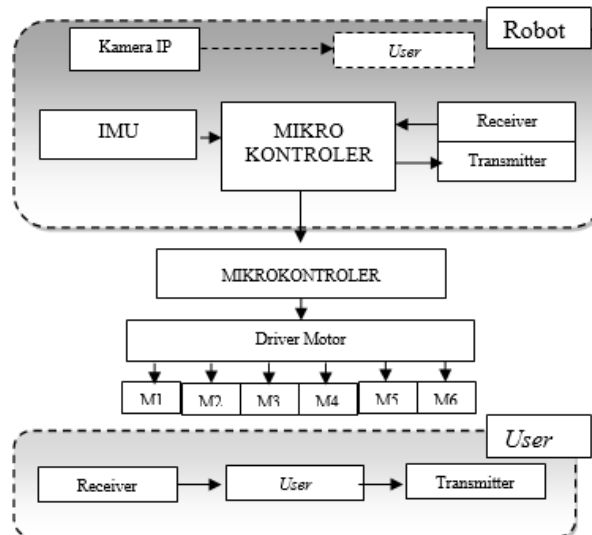 Robot
Kamera IP
User
IMU
MIKRO
KONTROLER
Receiver
Transmitter
MIKROKONTROLER
Driver Motor
M1 M2 M3 M4 M5 M6
User
Receiver
User
Transmitter